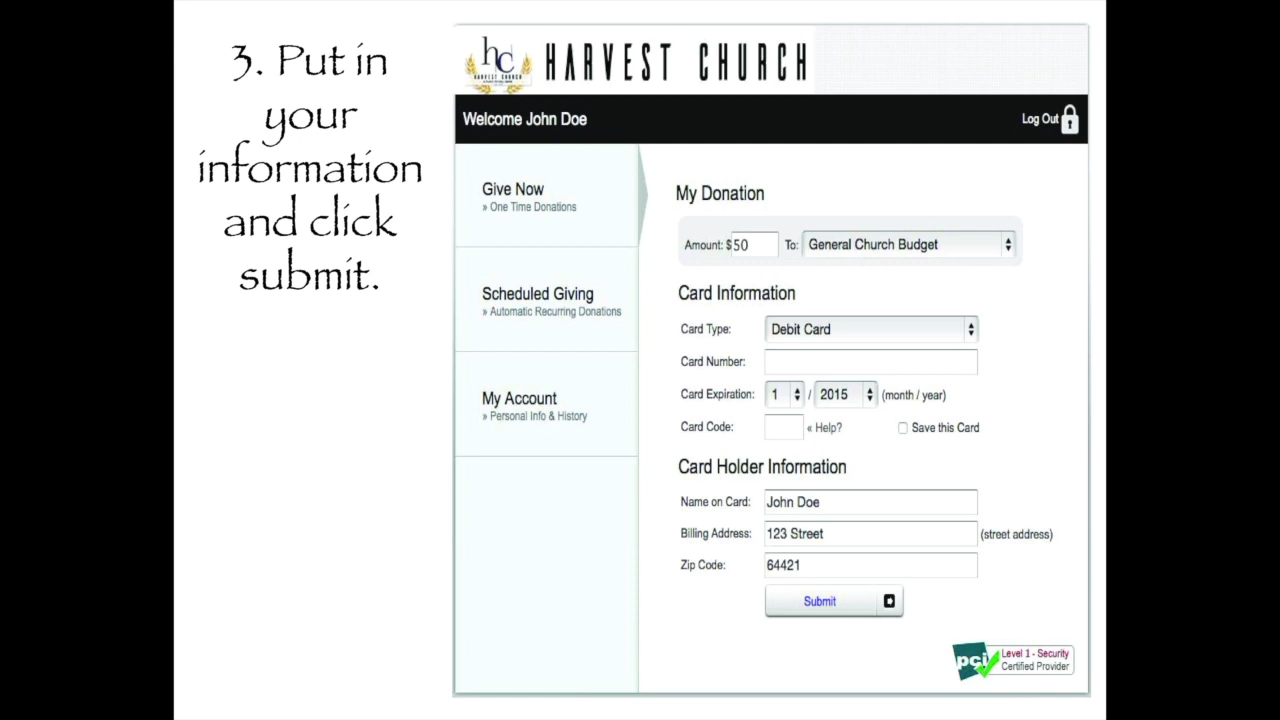 3. Put in
your
information
and click
submit.
hc
HARVEST CHURCH
HARVEST CHURCH
Welcome John Doe
Log Out
Give Now
» One Time Donations
Scheduled Giving
» Automatic Recurring Donations
My Account
» Personal Info & History
My Donation
Amount: $50 To: General Church Budget
Card Information
Card Type: Debit Card
Card Number:
Card Expiration: 1 / 2015 (month / year)
Card Code: « Help? Save this Card
Card Holder Information
Name on Card: John Doe
Billing Address: 123 Street (street address)
Zip Code: 64421
Submit
pci Level 1 - Security
Certified Provider